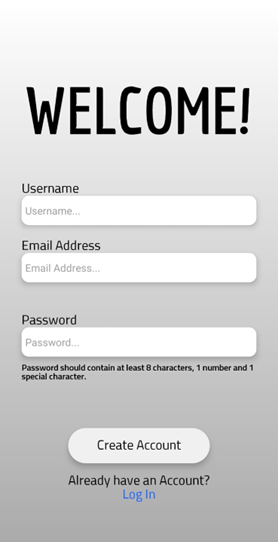 WELCOME!
Username
Username...
Email Address
Email Address...
Password
Password...
Password should contain at least 8 characters, 1 number and 1
special character.
Create Account
Already have an Account?
Log In